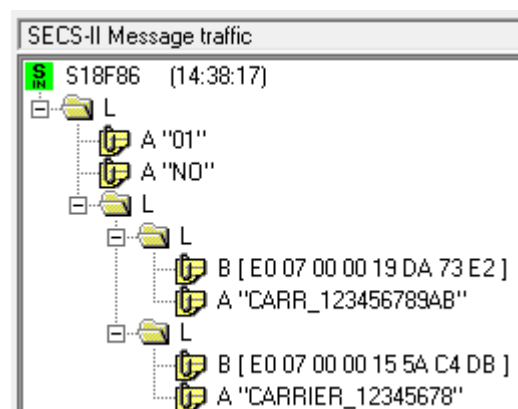 SECS-II Message traffic
S IN S18F86 (14:38:17)
L
A "01"
A "NO"
L
L
B [ E0 07 00 00 19 DA 73 E2 ]
A "CARR_123456789AB"
L
B [ E0 07 00 00 15 5A C4 DB ]
A "CARRIER_12345678"